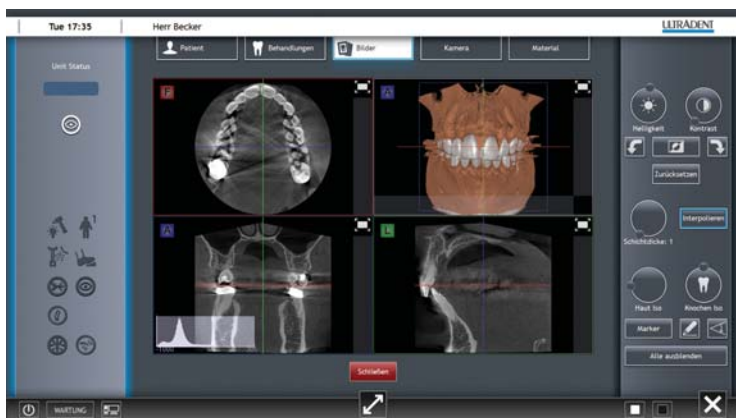 Tue 17:35
Herr Becker
ULTRADENT
Patient
Behandlungen
Bilder
Kamera
Material
Unit Status
Helligkeit
Kontrast
Zurücksetzen
Interpolieren
Schichtdicke: 1
Haut Iso
Knochen Iso
Marker
Alle ausblenden
Schließen
WARTUNG